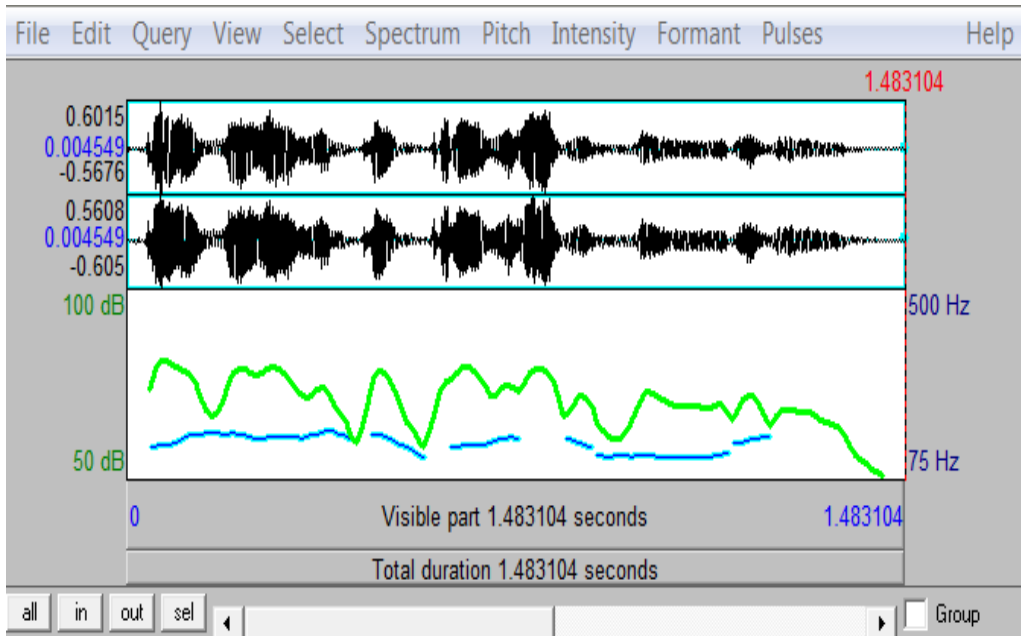 File Edit Query View Select Spectrum Pitch Intensity Formant Pulses Help
1.483104
0.6015
0.004549
-0.5676
0.5608
0.004549
-0.605
100 dB 500 Hz
50 dB 75 Hz
0 Visible part 1.483104 seconds 1.483104
Total duration 1.483104 seconds
all in out sel Group